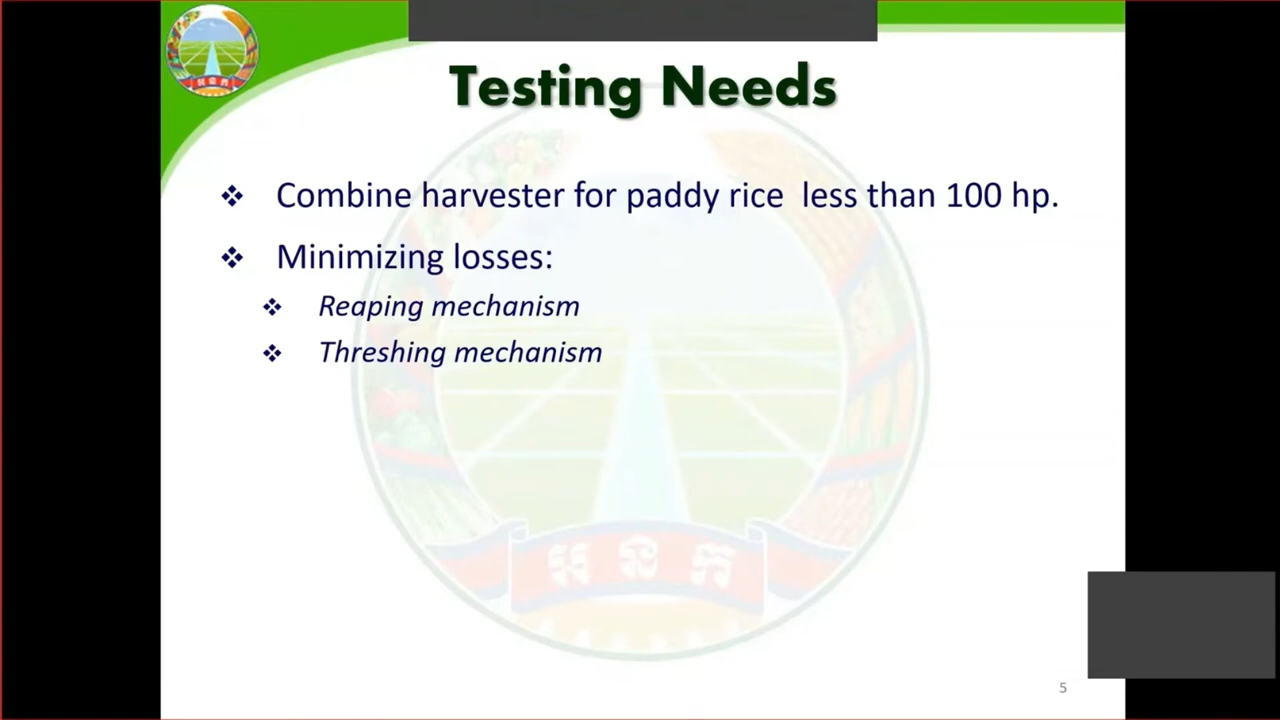 Testing Needs
❖ Combine harvester for paddy rice less than 100 hp.
❖ Minimizing losses:
❖ Reaping mechanism
❖ Threshing mechanism
5